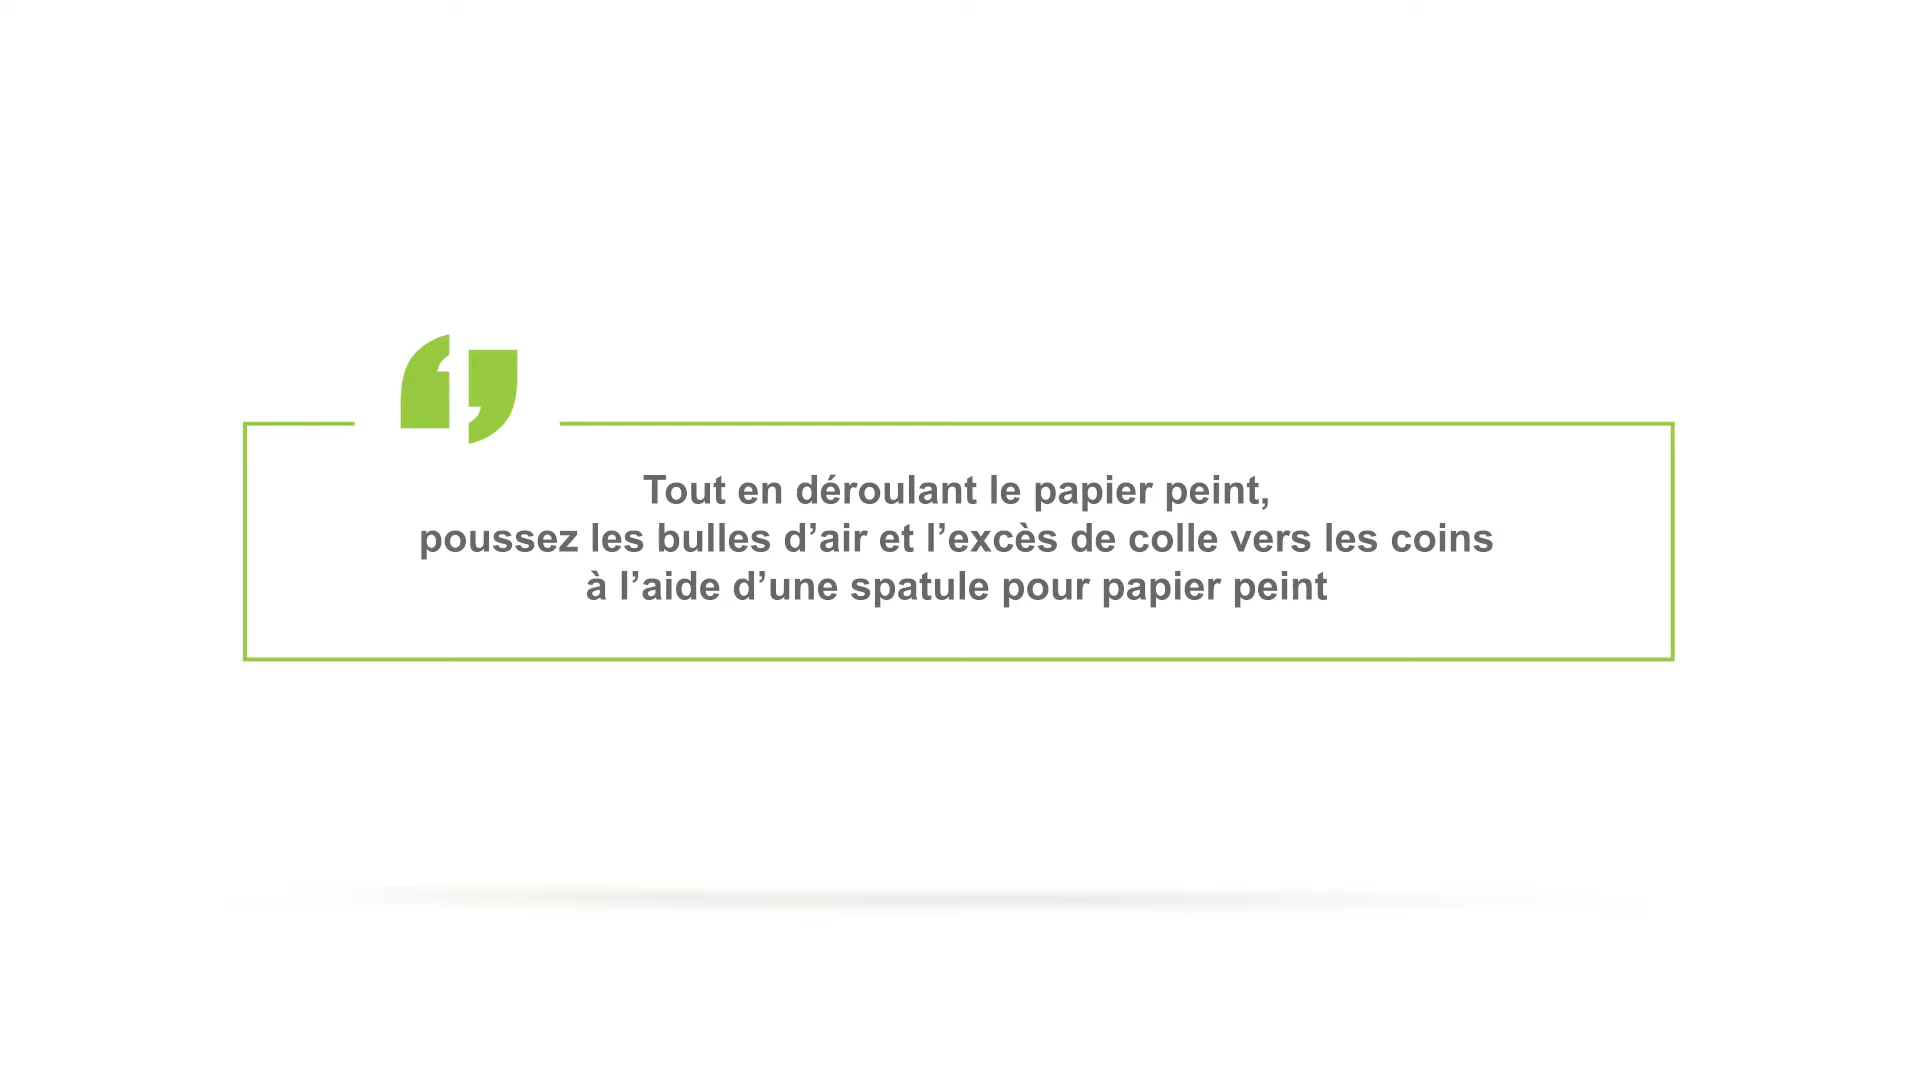 Tout en déroulant le papier peint,
poussez les bulles d’air et l’excès de colle vers les coins
à l’aide d’une spatule pour papier peint